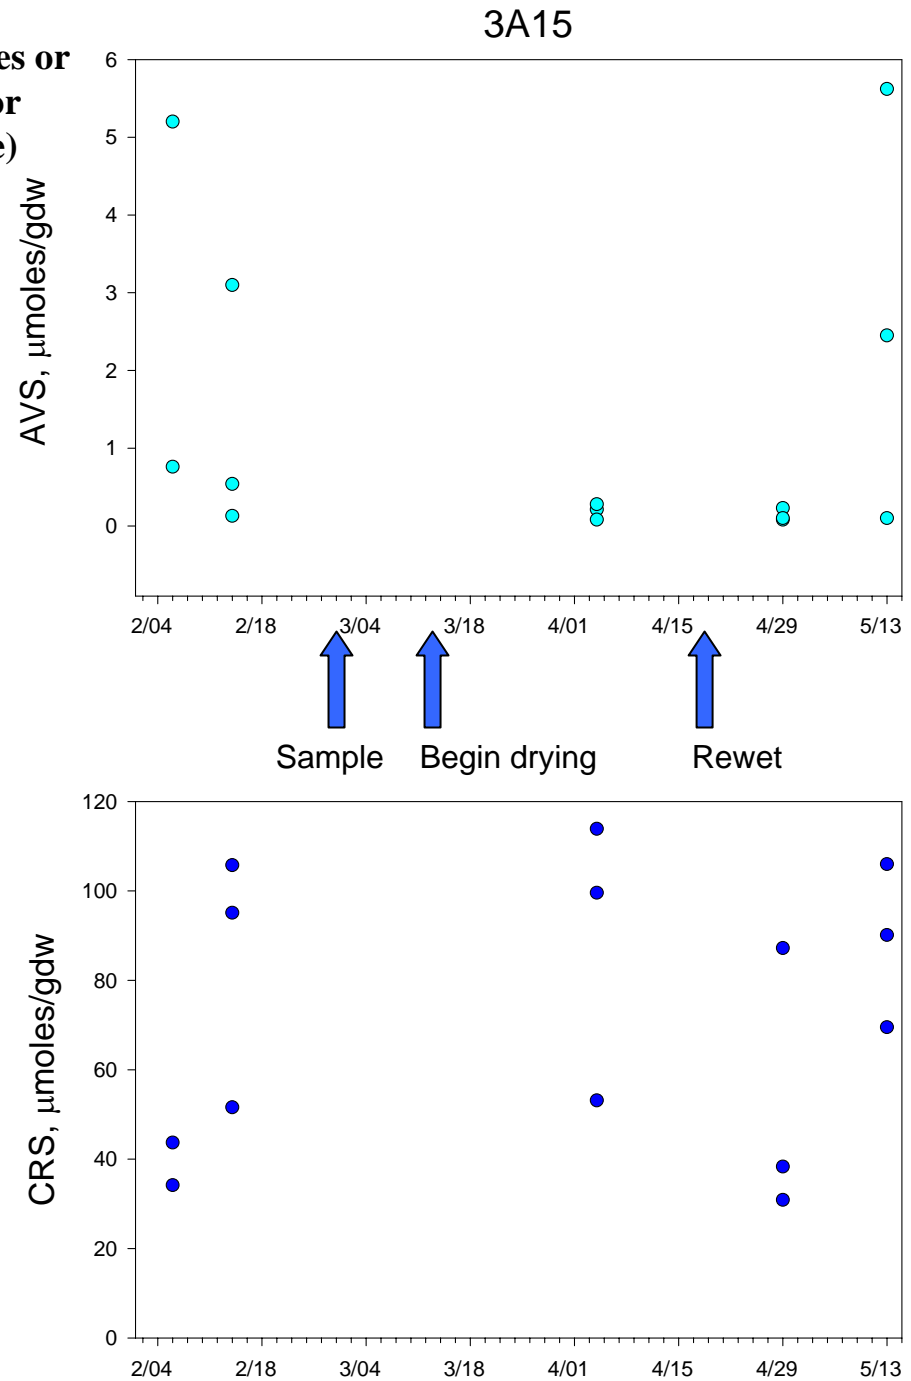 3A15
es or
or
e)
AVS, μmoles/gdw
6
5
4
3
2
1
0
2/04 2/18 3/04 3/18 4/01 4/15 4/29 5/13
Sample Begin drying Rewet
CRS, μmoles/gdw
120
100
80
60
40
20
0
2/04 2/18 3/04 3/18 4/01 4/15 4/29 5/13